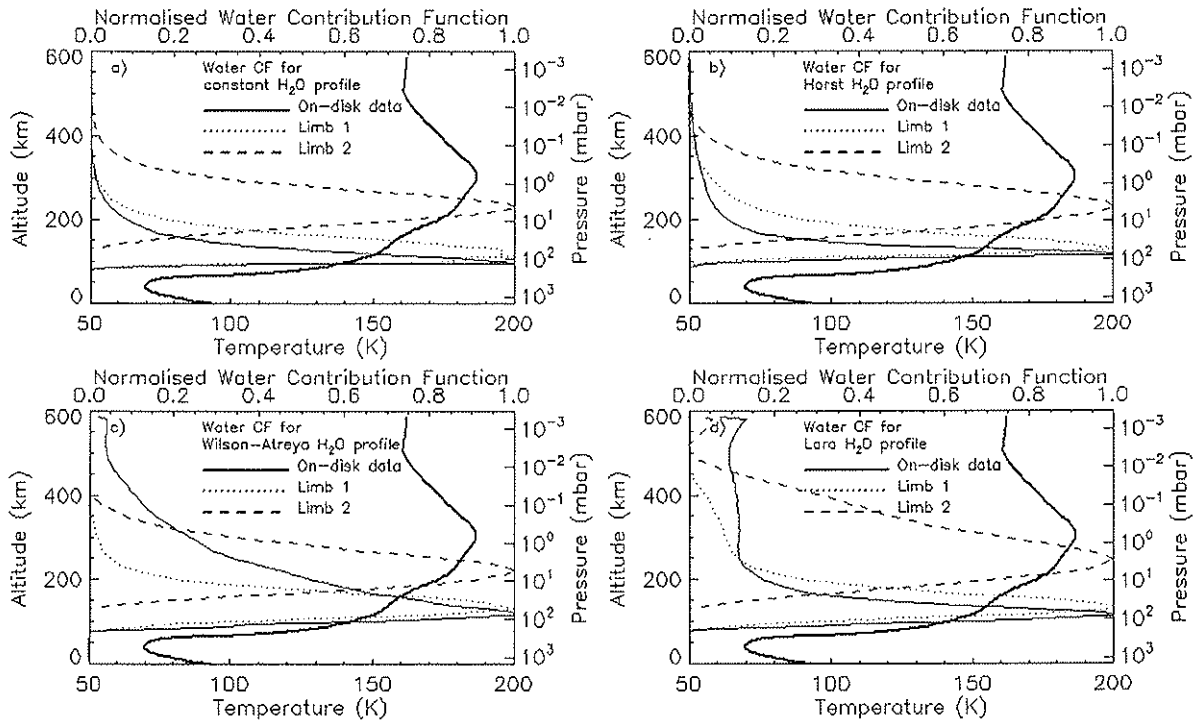 Normalised Water Contribution Function
0.0 0.2 0.4 0.6 0.8 1.0
600
400
200
0
Altitude (km)
a)
Water CF for
constant H₂O profile
On-disk data
Limb 1
Limb 2
10⁻³
10⁻²
10⁻¹
10⁰
10¹
10²
10³
Pressure (mbar)
50 100 150 200
Temperature (K)
Normalised Water Contribution Function
0.0 0.2 0.4 0.6 0.8 1.0
600
400
200
0
Altitude (km)
b)
Water CF for
Horst H₂O profile
On-disk data
Limb 1
Limb 2
10⁻³
10⁻²
10⁻¹
10⁰
10¹
10²
10³
Pressure (mbar)
50 100 150 200
Temperature (K)
Normalised Water Contribution Function
0.0 0.2 0.4 0.6 0.8 1.0
600
400
200
0
Altitude (km)
c)
Water CF for
Wilson-Atreya H₂O profile
On-disk data
Limb 1
Limb 2
10⁻³
10⁻²
10⁻¹
10⁰
10¹
10²
10³
Pressure (mbar)
50 100 150 200
Temperature (K)
Normalised Water Contribution Function
0.0 0.2 0.4 0.6 0.8 1.0
600
400
200
0
Altitude (km)
d)
Water CF for
Lara H₂O profile
On-disk data
Limb 1
Limb 2
10⁻³
10⁻²
10⁻¹
10⁰
10¹
10²
10³
Pressure (mbar)
50 100 150 200
Temperature (K)